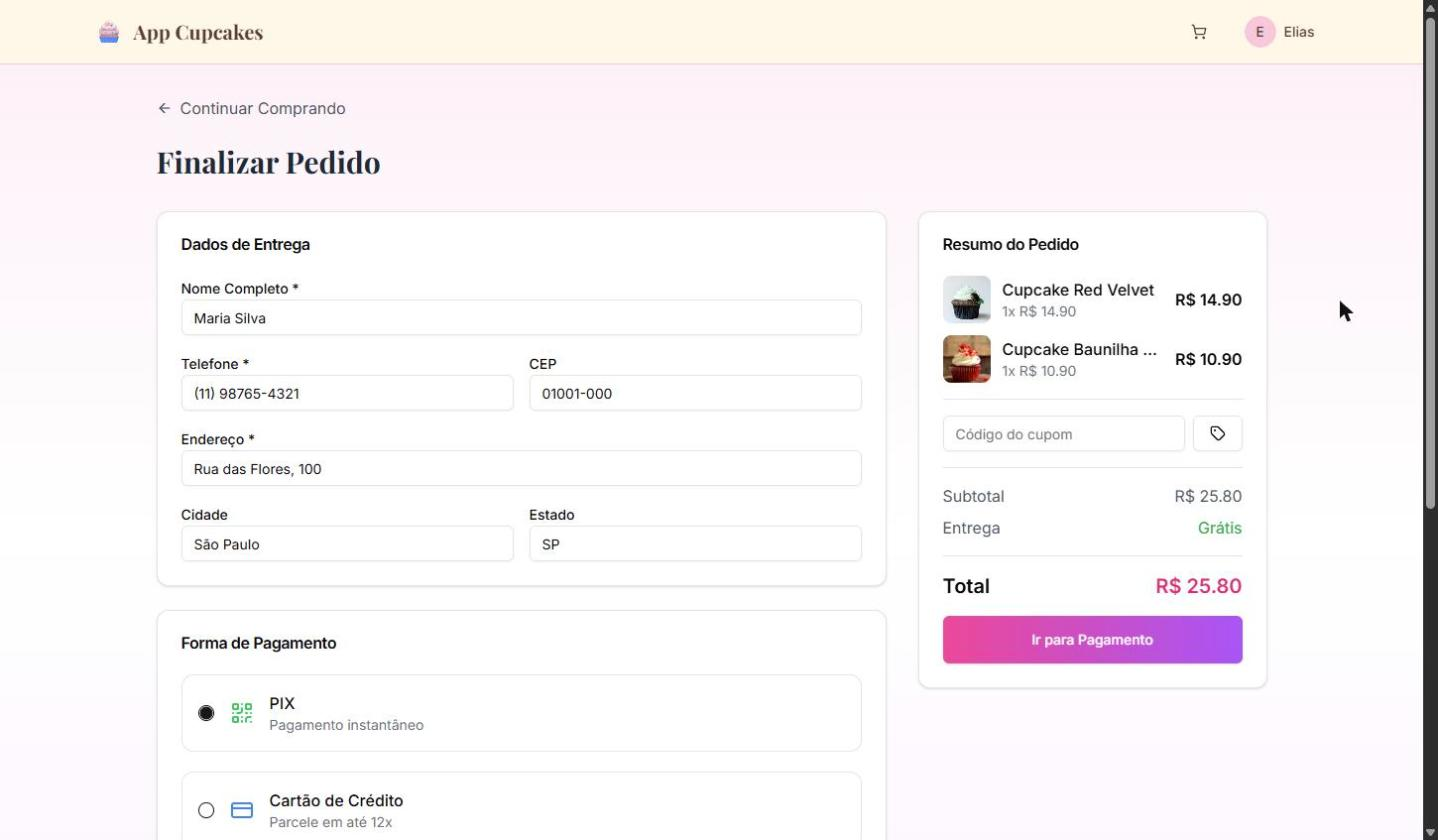 App Cupcakes
E
Elias
Continuar Comprando
Finalizar Pedido
Dados de Entrega
Nome Completo *
Maria Silva
Telefone *
CEP
(11) 98765-4321
01001-000
Endereço *
Rua das Flores, 100
Cidade
Estado
São Paulo
SP
Forma de Pagamento
PIX
Pagamento instantâneo
Cartão de Crédito
Parcele em até 12x
Resumo do Pedido
Cupcake Red Velvet
1x R$ 14.90
R$ 14.90
Cupcake Baunilha ...
1x R$ 10.90
R$ 10.90
Código do cupom
Subtotal
R$ 25.80
Entrega
Grátis
Total
R$ 25.80
Ir para Pagamento